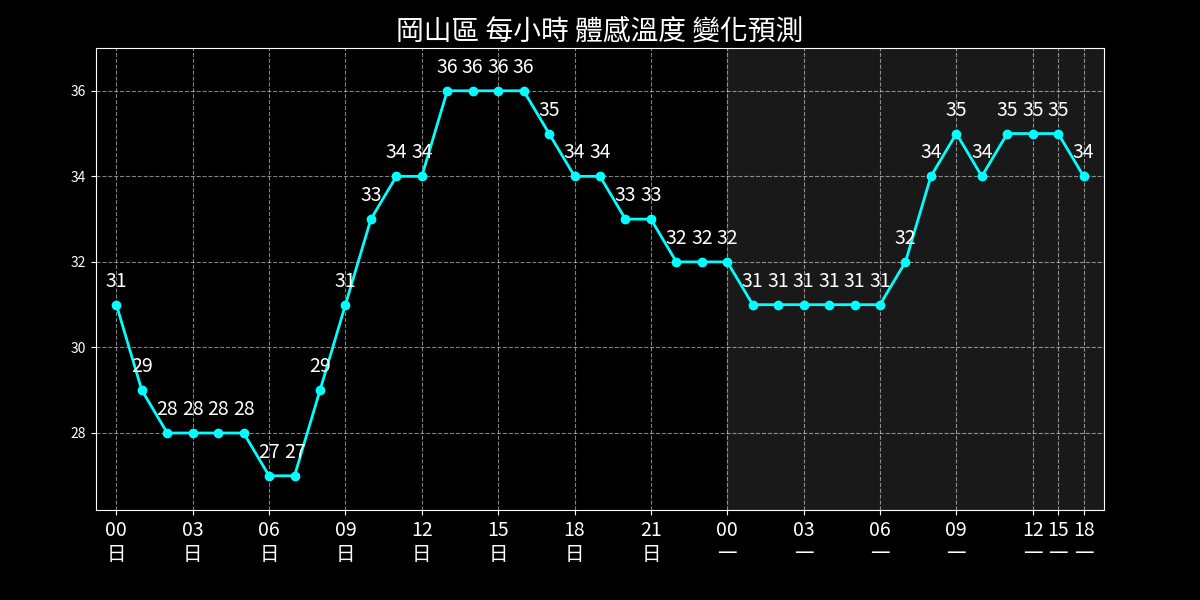 岡山區 每小時 體感溫度 變化預測
36 36 36 36
36
35 35 35 35 35
34 34 34 34 34 34 34
34
33 33 33
32 32 32 32
32
31 31 31 31 31 31 31 31
30
29 29
28 28 28 28
28
27 27
00 03 06 09 12 15 18 21 00 03 06 09 12 15 18
日 日 日 日 日 日 日 日 一 一 一 一 一 一 一